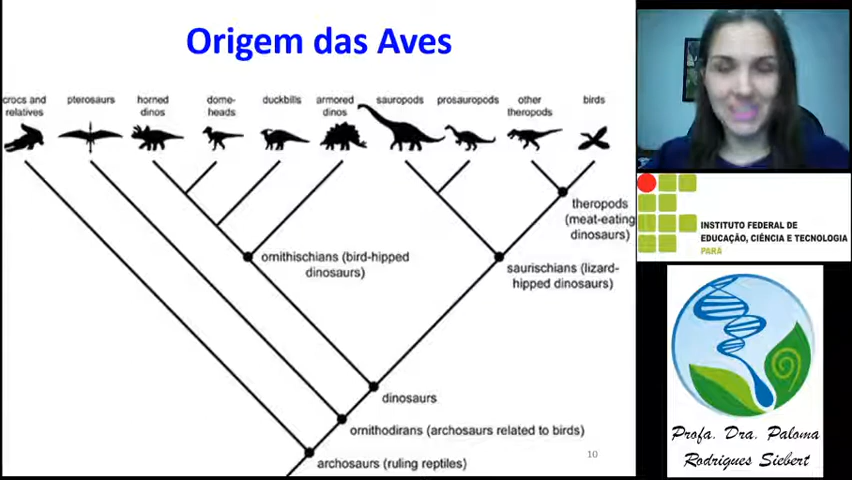 Origem das Aves
crocs and
relatives
pterosaurs
horned
dinos
dome-
heads
duckbills
armored
dinos
sauropods
prosauropods
other
theropods
birds
theropods
(meat-eating
dinosaurs)
ornithischians (bird-hipped
dinosaurs)
saurischians (lizard-
hipped dinosaurs)
dinosaurs
ornithodirans (archosaurs related to birds)
archosaurs (ruling reptiles)
10
INSTITUTO FEDERAL DE
EDUCAÇÃO, CIÊNCIA E TECNOLOGIA
PARÁ
Profa. Dra. Paloma
Rodrigues Siebert